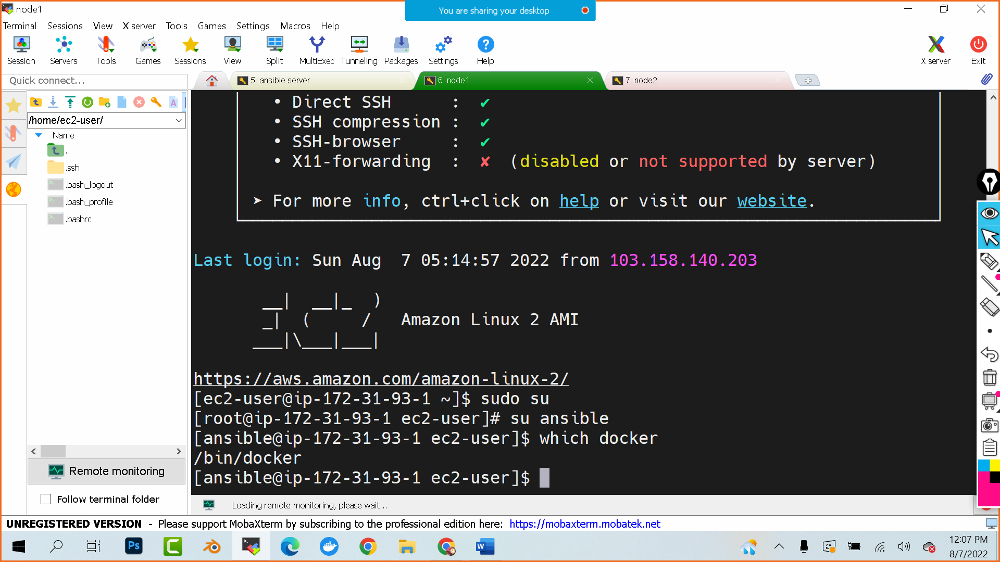 node1
You are sharing your desktop
Terminal Sessions View X server Tools Games Settings Macros Help
Session Servers Tools Games Sessions View Split MultiExec Tunneling Packages Settings Help X server Exit
Quick connect...
5. ansible server
6. node1
7. node2
/home/ec2-user/
Name
..
.ssh
.bash_logout
.bash_profile
.bashrc
Remote monitoring
Follow terminal folder
• Direct SSH : ✔
• SSH compression : ✔
• SSH-browser : ✔
• X11-forwarding : ✘ (disabled or not supported by server)
➤ For more info, ctrl+click on help or visit our website.
Last login: Sun Aug  7 05:14:57 2022 from 103.158.140.203
__|  __|_  )
_|  (     /   Amazon Linux 2 AMI
___|\___|___|
https://aws.amazon.com/amazon-linux-2/
[ec2-user@ip-172-31-93-1 ~]$ sudo su
[root@ip-172-31-93-1 ec2-user]# su ansible
[ansible@ip-172-31-93-1 ec2-user]$ which docker
/bin/docker
[ansible@ip-172-31-93-1 ec2-user]$
Loading remote monitoring, please wait...
UNREGISTERED VERSION - Please support MobaXterm by subscribing to the professional edition here: https://mobaxterm.mobatek.net
Ps
C
W
12:07 PM
8/7/2022